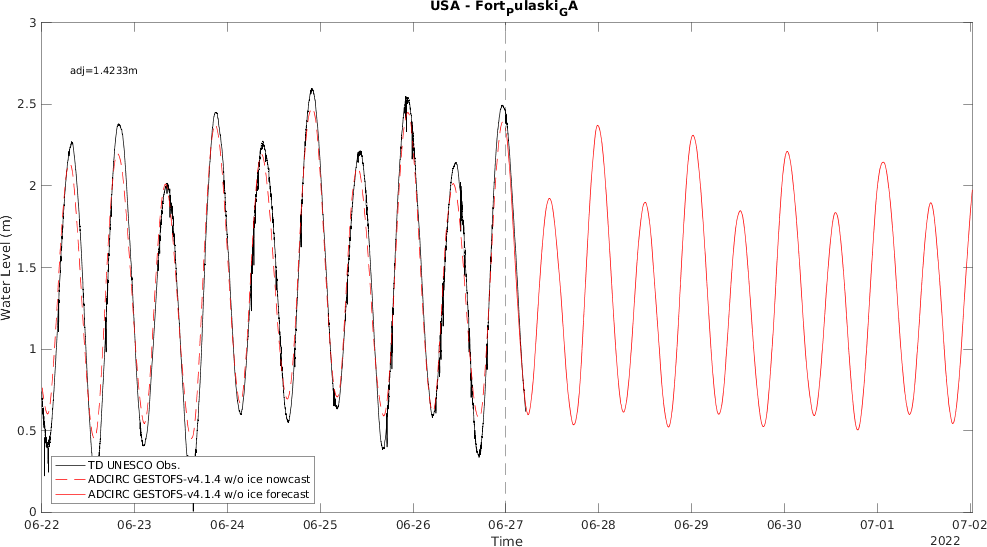 USA - Fort_Pulaski_GA
3
adj=1.4233m
2.5
2
1.5
1
0.5
0
Water Level (m)
TD UNESCO Obs.
ADCIRC GESTOFS-v4.1.4 w/o ice nowcast
ADCIRC GESTOFS-v4.1.4 w/o ice forecast
06-22 06-23 06-24 06-25 06-26 06-27 06-28 06-29 06-30 07-01 07-02
Time
2022